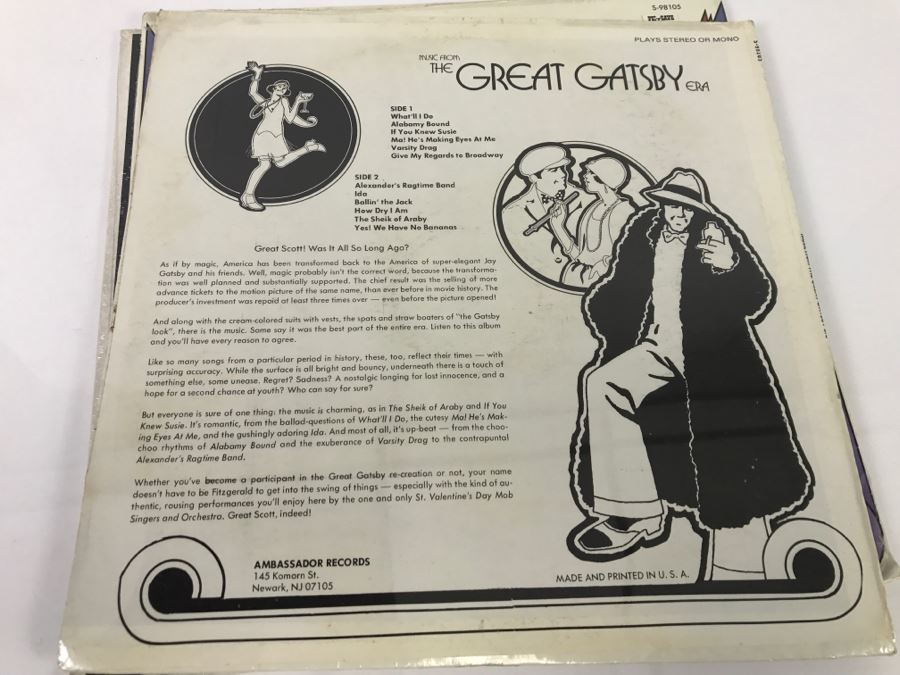 S-98105
PLAYS STEREO OR MONO
MUSIC FROM
THE GREAT GATSBY ERA
SIDE 1
What'll I Do
Alabamy Bound
If You Knew Susie
Ma! He's Making Eyes At Me
Varsity Drag
Give My Regards to Broadway
SIDE 2
Alexander's Ragtime Band
Ida
Ballin' the Jack
How Dry I Am
The Sheik of Araby
Yes! We Have No Bananas
Great Scott! Was It All So Long Ago?
As if by magic, America has been transformed back to the America of super-elegant Jay
Gatsby and his friends. Well, magic probably isn't the correct word, because the transforma-
tion was well planned and substantially supported. The chief result was the selling of more
advance tickets to the motion picture of the same name, than ever before in movie history. The
producer's investment was repaid at least three times over — even before the picture opened!
And along with the cream-colored suits with vests, the spats and straw boaters of "the Gatsby
look", there is the music. Some say it was the best part of the entire era. Listen to this album
and you'll have every reason to agree.
Like so many songs from a particular period in history, these, too, reflect their times — with
surprising accuracy. While the surface is all bright and bouncy, underneath there is a touch of
something else, some unease. Regret? Sadness? A nostalgic longing for lost innocence, and a
hope for a second chance at youth? Who can say for sure?
But everyone is sure of one thing: the music is charming, as in The Sheik of Araby and If You
Knew Susie. It's romantic, from the ballad-questions of What'll I Do, the cutesy Ma! He's Mak-
ing Eyes At Me, and the gushingly adoring Ida. And most of all, it's up-beat — from the choo-
choo rhythms of Alabamy Bound and the exuberance of Varsity Drag to the contrapuntal
Alexander's Ragtime Band.
Whether you've become a participant in the Great Gatsby re-creation or not, your name
doesn't have to be Fitzgerald to get into the swing of things — especially with the kind of au-
thentic, rousing performances you'll enjoy here by the one and only St. Valentine's Day Mob
Singers and Orchestra. Great Scott, indeed!
AMBASSADOR RECORDS
145 Komorn St.
Newark, NJ 07105
MADE AND PRINTED IN U. S. A.